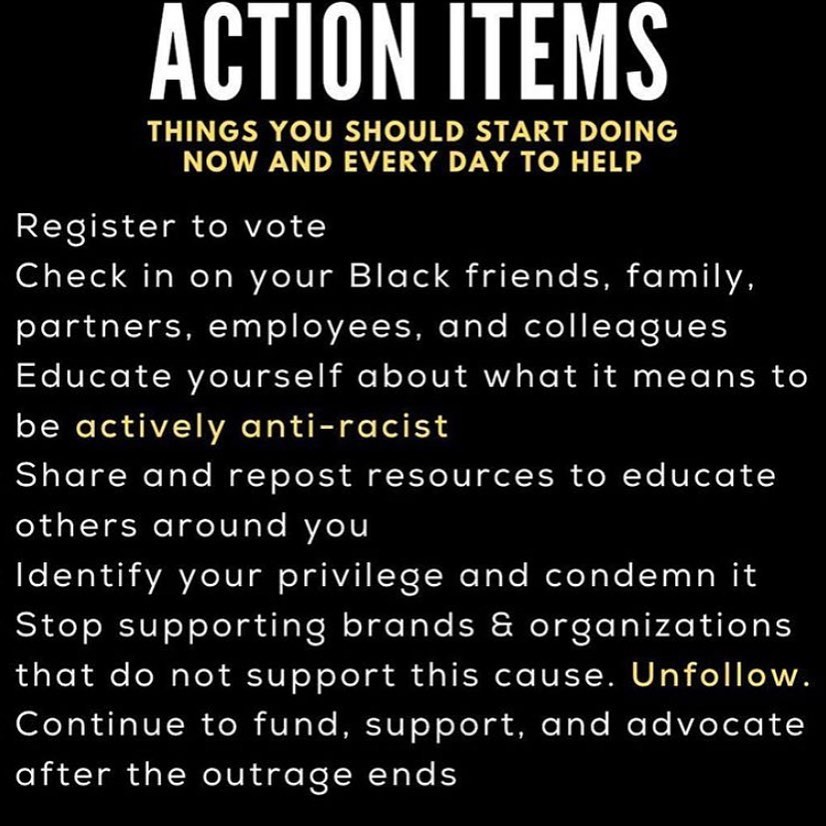 ACTION ITEMS
THINGS YOU SHOULD START DOING
NOW AND EVERY DAY TO HELP
Register to vote
Check in on your Black friends, family,
partners, employees, and colleagues
Educate yourself about what it means to
be actively anti-racist
Share and repost resources to educate
others around you
Identify your privilege and condemn it
Stop supporting brands & organizations
that do not support this cause. Unfollow.
Continue to fund, support, and advocate
after the outrage ends